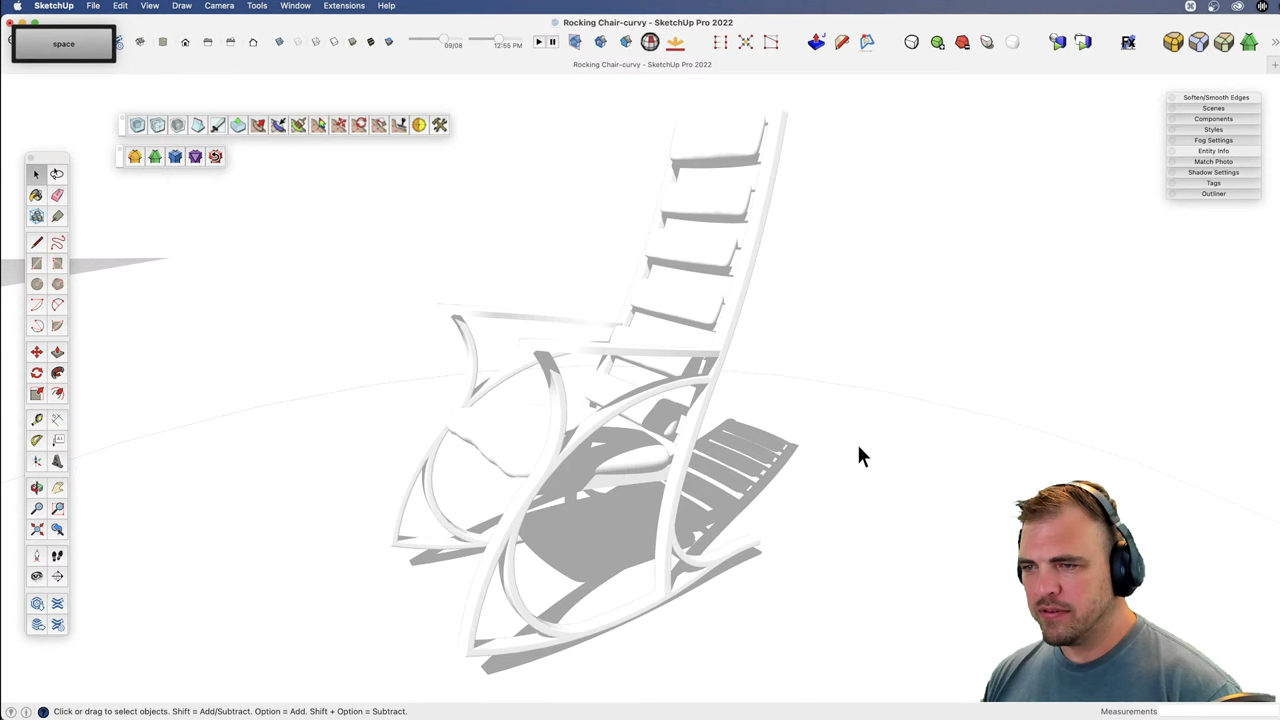 SketchUp File Edit View Draw Camera Tools Window Extensions Help
Rocking Chair-curvy - SketchUp Pro 2022
space
09/08
12:55 PM
Rocking Chair-curvy - SketchUp Pro 2022
Soften/Smooth Edges
Scenes
Components
Styles
Fog Settings
Entity Info
Match Photo
Shadow Settings
Tags
Outliner
Click or drag to select objects. Shift = Add/Subtract. Option = Add. Shift + Option = Subtract.
Measurements